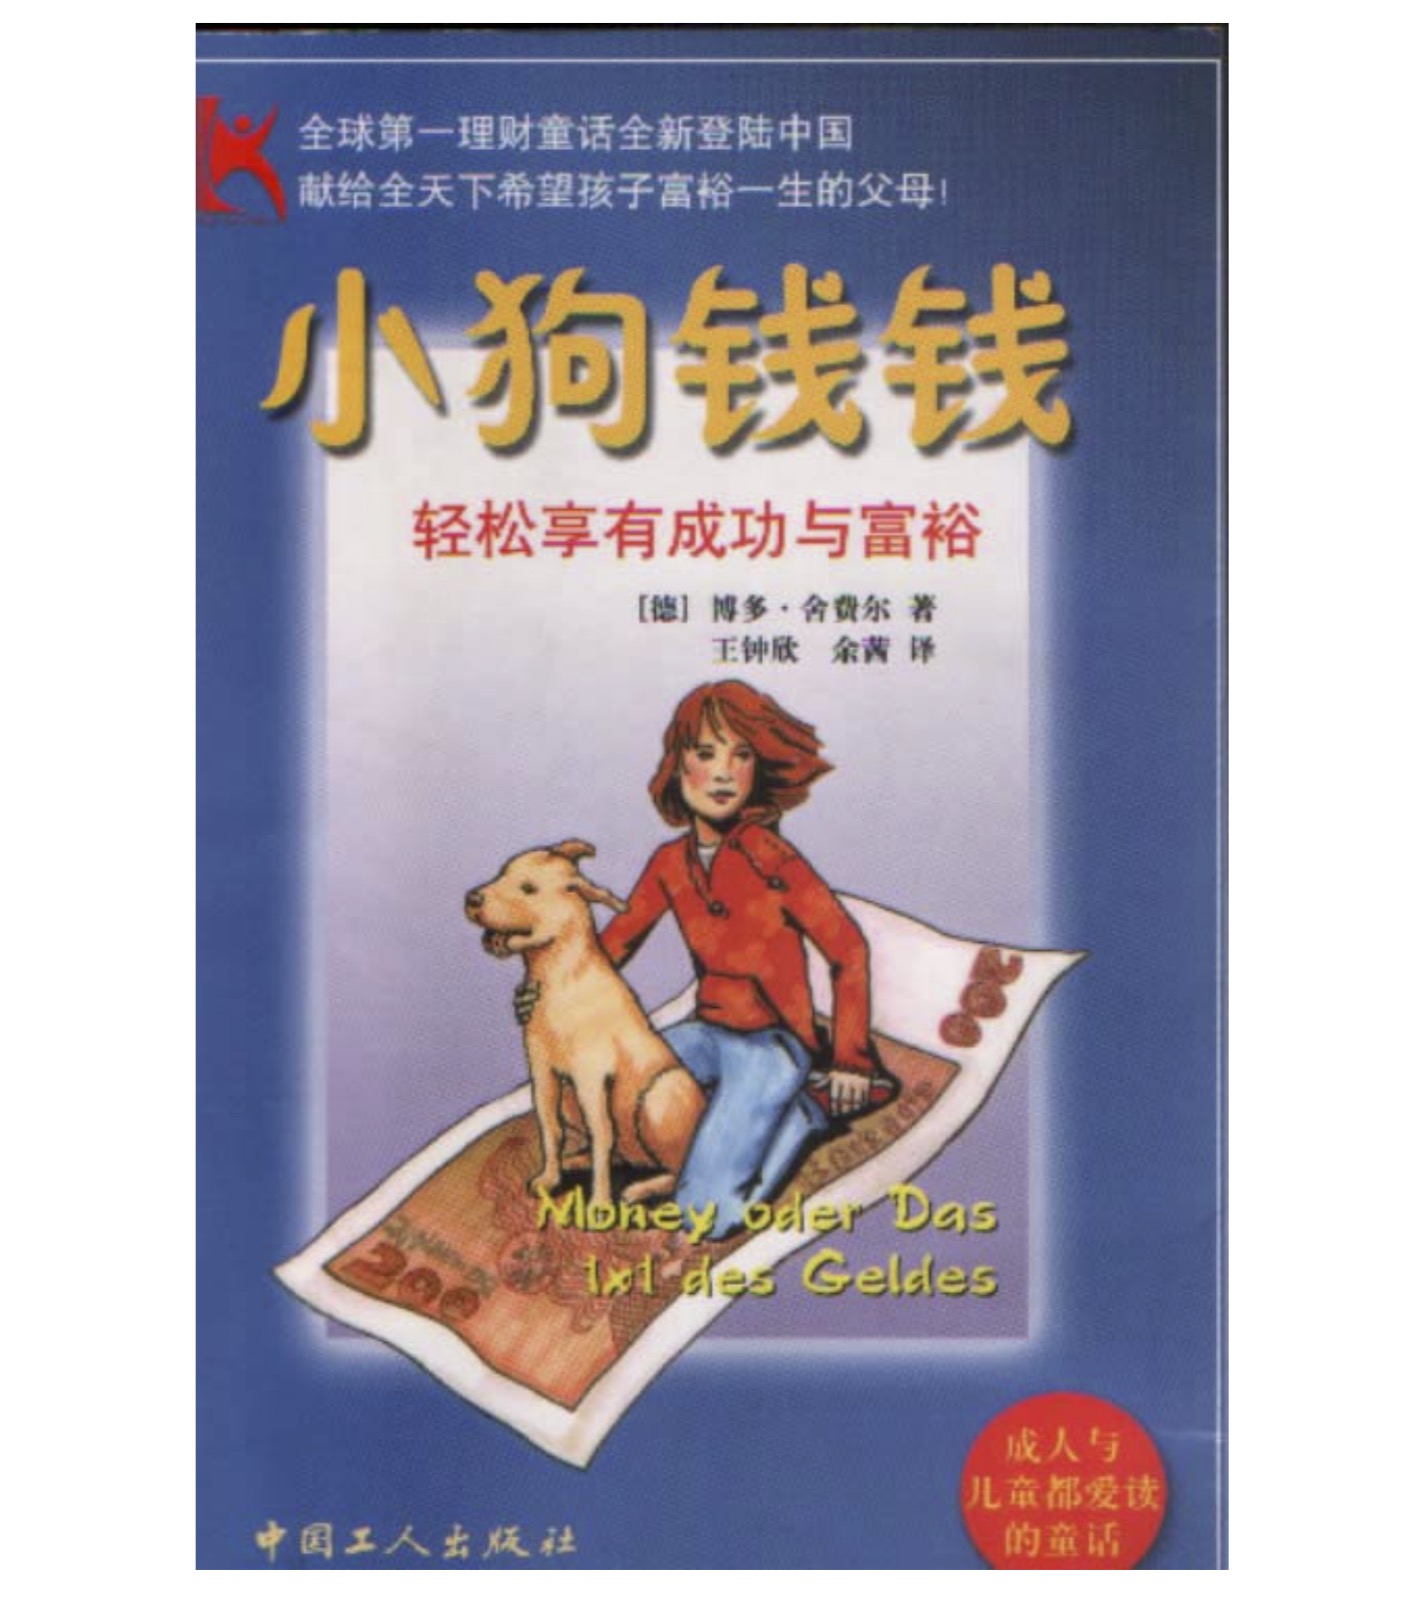 全球第一理财童话全新登陆中国
献给全天下希望孩子富裕一生的父母!
小狗钱钱
轻松享有成功与富裕
[德] 博多·舍费尔 著
王钟欣 余茜 译
200
200
Money oder Das
1x1 des Geldes
成人与
儿童都爱读
的童话
中国工人出版社